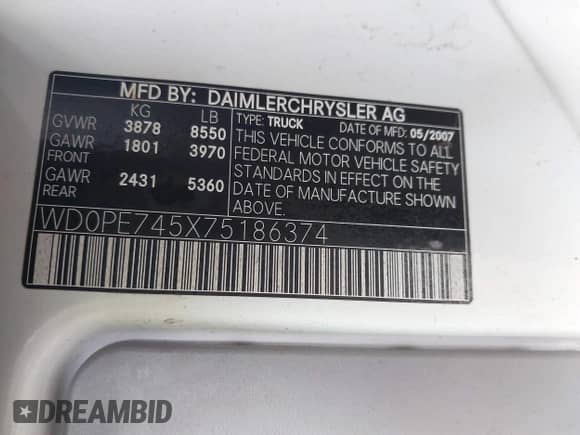 MFD BY: DAIMLERCHRYSLER AG
KG LB
GVWR 3878 8550
GAWR FRONT 1801 3970
GAWR REAR 2431 5360
TYPE: TRUCK DATE OF MFD: 05/2007
THIS VEHICLE CONFORMS TO ALL
FEDERAL MOTOR VEHICLE SAFETY
STANDARDS IN EFFECT ON THE
DATE OF MANUFACTURE SHOWN
ABOVE.
WD0PE745X75186374
DREAMBID